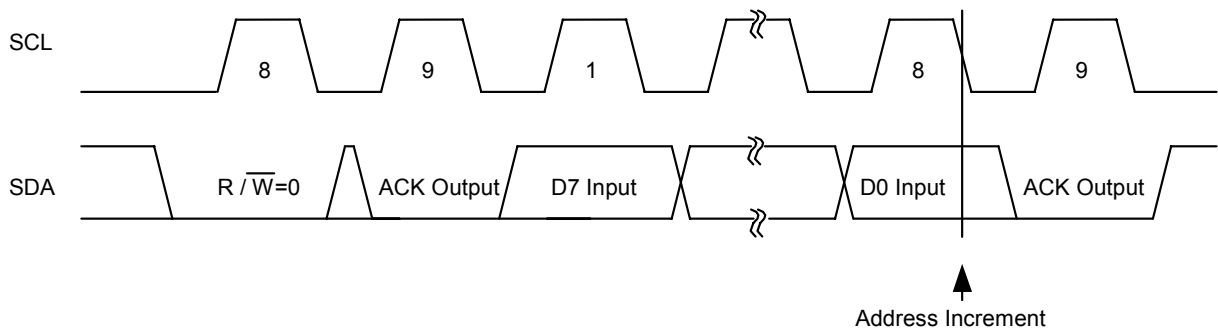 SCL
8 9 1 8 9
SDA
R / W=0 ACK Output D7 Input D0 Input ACK Output
Address Increment